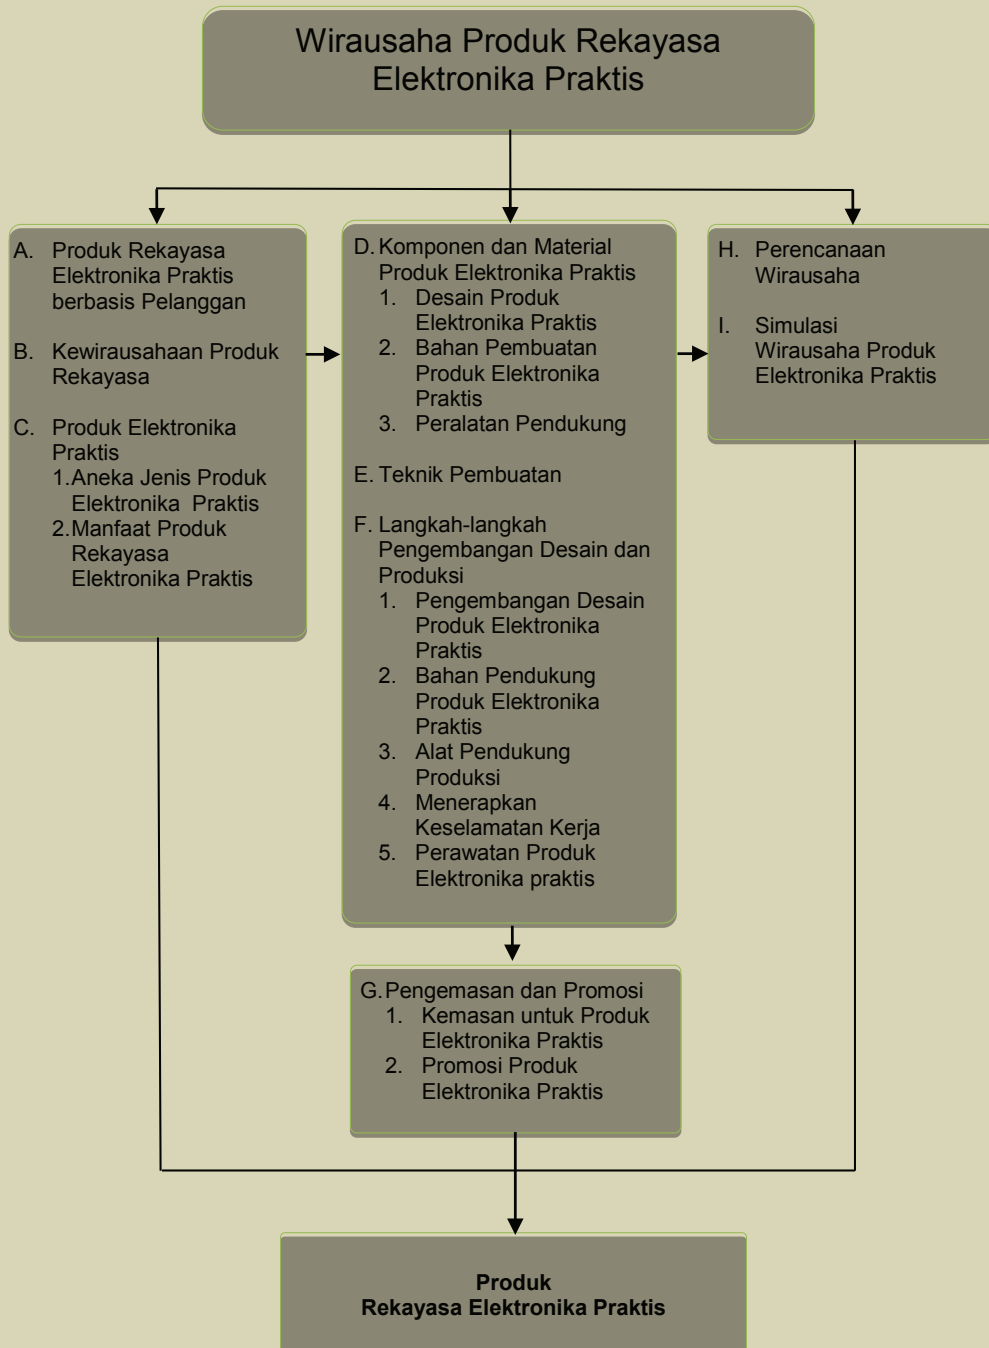 Wirausaha Produk Rekayasa
Elektronika Praktis
A. Produk Rekayasa
Elektronika Praktis
berbasis Pelanggan
B. Kewirausahaan Produk
Rekayasa
C. Produk Elektronika
Praktis
1.Aneka Jenis Produk
Elektronika Praktis
2.Manfaat Produk
Rekayasa
Elektronika Praktis
D. Komponen dan Material
Produk Elektronika Praktis
1. Desain Produk
Elektronika Praktis
2. Bahan Pembuatan
Produk Elektronika
Praktis
3. Peralatan Pendukung
E. Teknik Pembuatan
F. Langkah-langkah
Pengembangan Desain dan
Produksi
1. Pengembangan Desain
Produk Elektronika
Praktis
2. Bahan Pendukung
Produk Elektronika
Praktis
3. Alat Pendukung
Produksi
4. Menerapkan
Keselamatan Kerja
5. Perawatan Produk
Elektronika praktis
H. Perencanaan
Wirausaha
I. Simulasi
Wirausaha Produk
Elektronika Praktis
G. Pengemasan dan Promosi
1. Kemasan untuk Produk
Elektronika Praktis
2. Promosi Produk
Elektronika Praktis
Produk
Rekayasa Elektronika Praktis